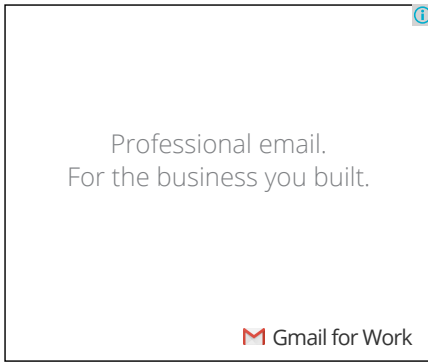 Professional email.
For the business you built.
Gmail for Work